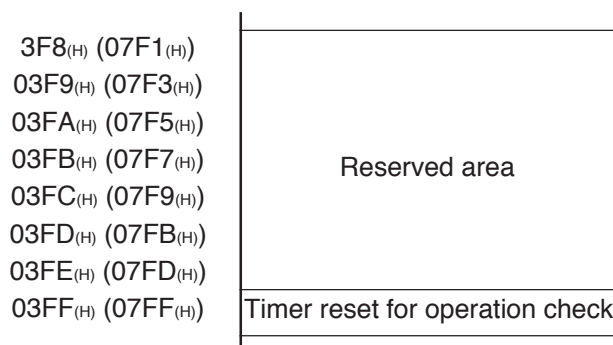 3F8(H) (07F1(H))
03F9(H) (07F3(H))
03FA(H) (07F5(H))
03FB(H) (07F7(H))
Reserved area
03FC(H) (07F9(H))
03FD(H) (07FB(H))
03FE(H) (07FD(H))
03FF(H) (07FF(H))
Timer reset for operation check